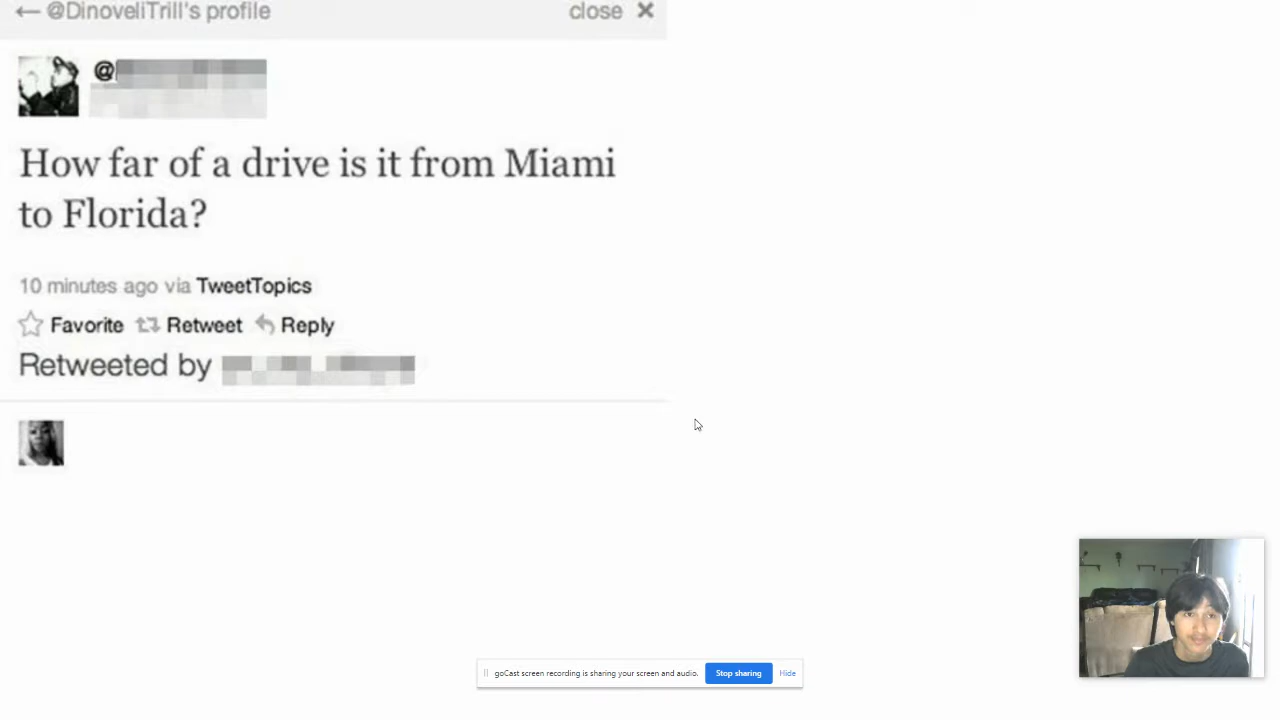 ← @DinoveliTrill's profile close ×
@
How far of a drive is it from Miami
to Florida?
10 minutes ago via TweetTopics
Favorite Retweet Reply
Retweeted by
goCast screen recording is sharing your screen and audio. Stop sharing Hide